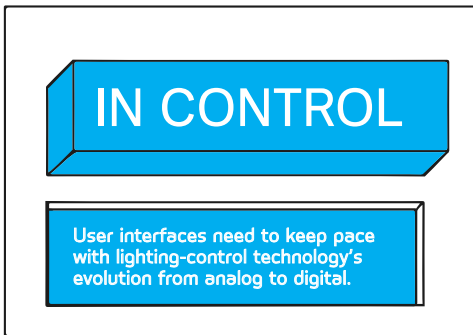 IN CONTROL
User interfaces need to keep pace
with lighting-control technology's
evolution from analog to digital.